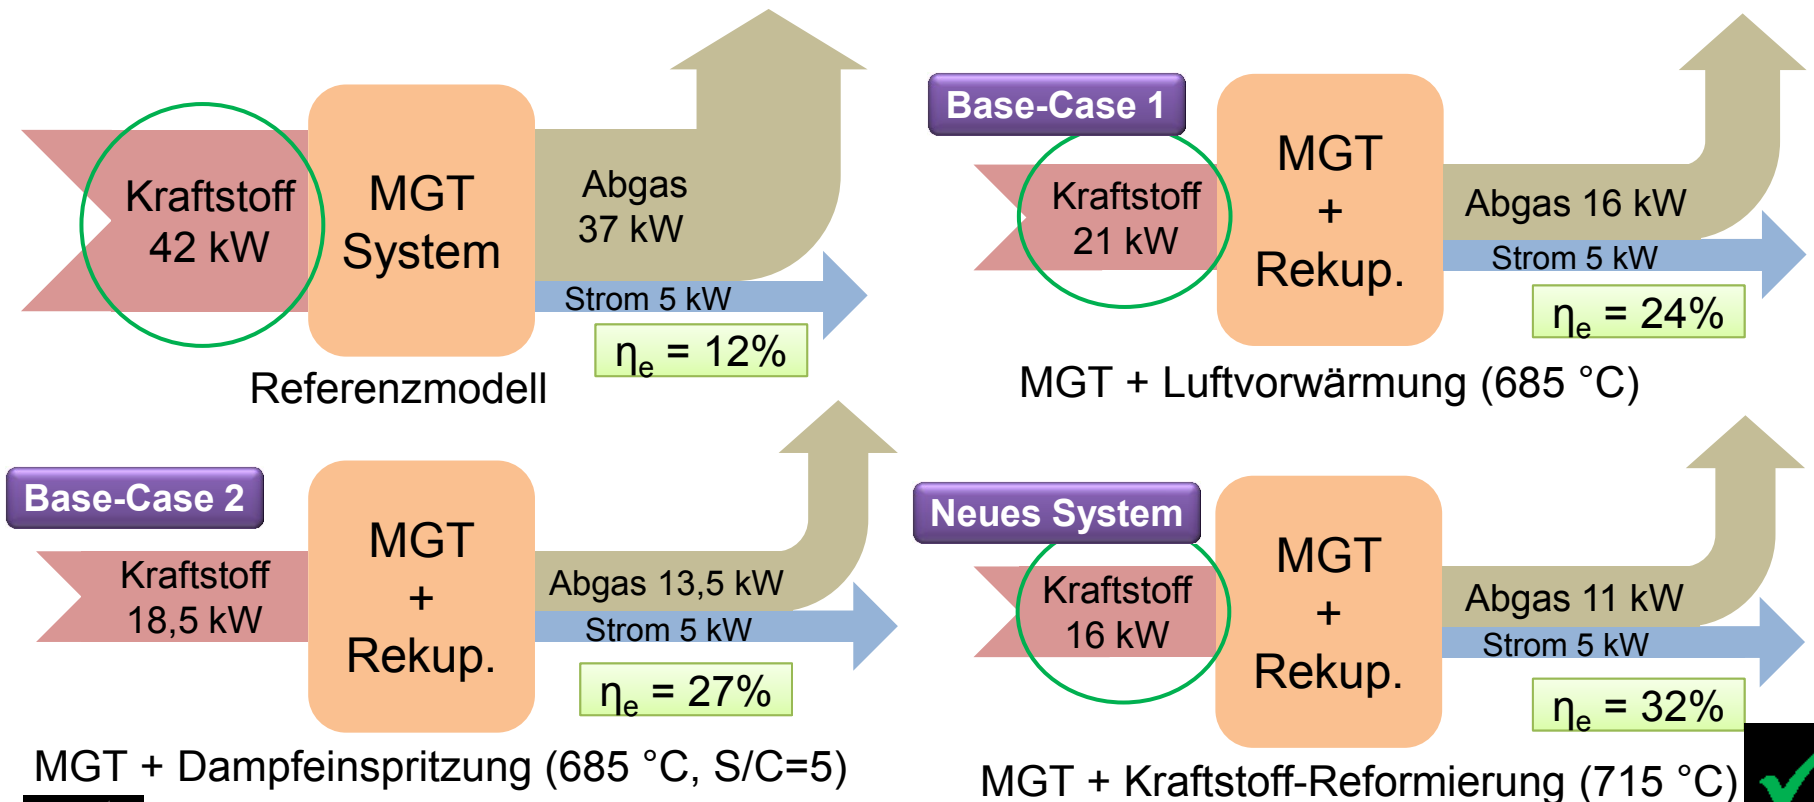 Kraftstoff
42 kW
MGT
System
Abgas
37 kW
Strom 5 kW
ηe = 12%
Referenzmodell
Base-Case 1
Kraftstoff
21 kW
MGT
+
Rekup.
Abgas 16 kW
Strom 5 kW
ηe = 24%
MGT + Luftvorwärmung (685 °C)
Base-Case 2
Kraftstoff
18,5 kW
MGT
+
Rekup.
Abgas 13,5 kW
Strom 5 kW
ηe = 27%
MGT + Dampfeinspritzung (685 °C, S/C=5)
Neues System
Kraftstoff
16 kW
MGT
+
Rekup.
Abgas 11 kW
Strom 5 kW
ηe = 32%
MGT + Kraftstoff-Reformierung (715 °C)